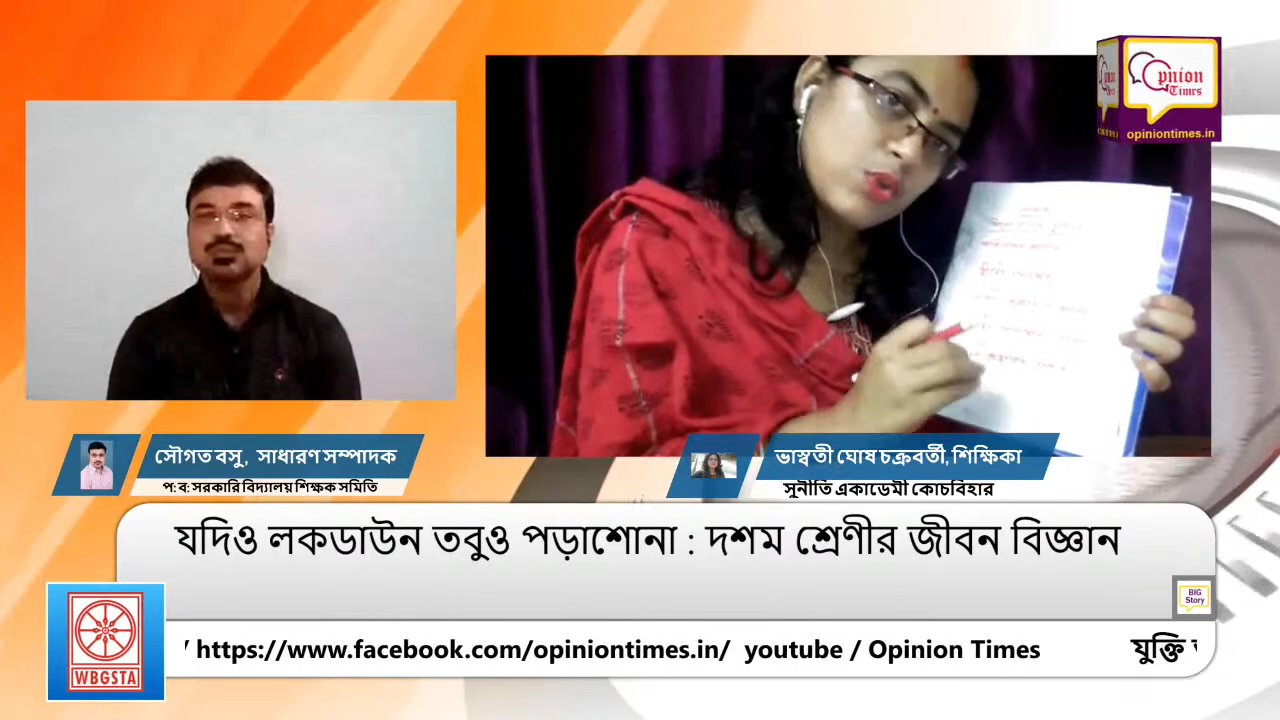 Opinion
Times
opiniontimes.in
সৌগত বসু, সাধারণ সম্পাদক
প: ব: সরকারি বিদ্যালয় শিক্ষক সমিতি
ভাস্বতী ঘোষ চক্রবর্তী, শিক্ষিকা
সুনীতি একাডেমী কোচবিহার
যদিও লকডাউন তবুও পড়াশোনা : দশম শ্রেণীর জীবন বিজ্ঞান
BIG
Story
WBGSTA
/ https://www.facebook.com/opiniontimes.in/ youtube / Opinion Times
যুক্তি